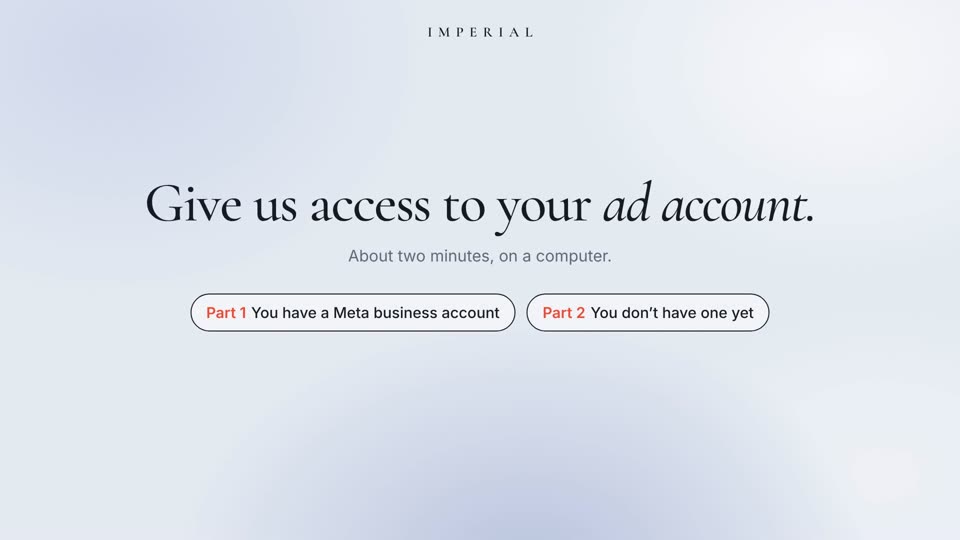 IMPERIAL
Give us access to your ad account.
About two minutes, on a computer.
Part 1 You have a Meta business account
Part 2 You don’t have one yet